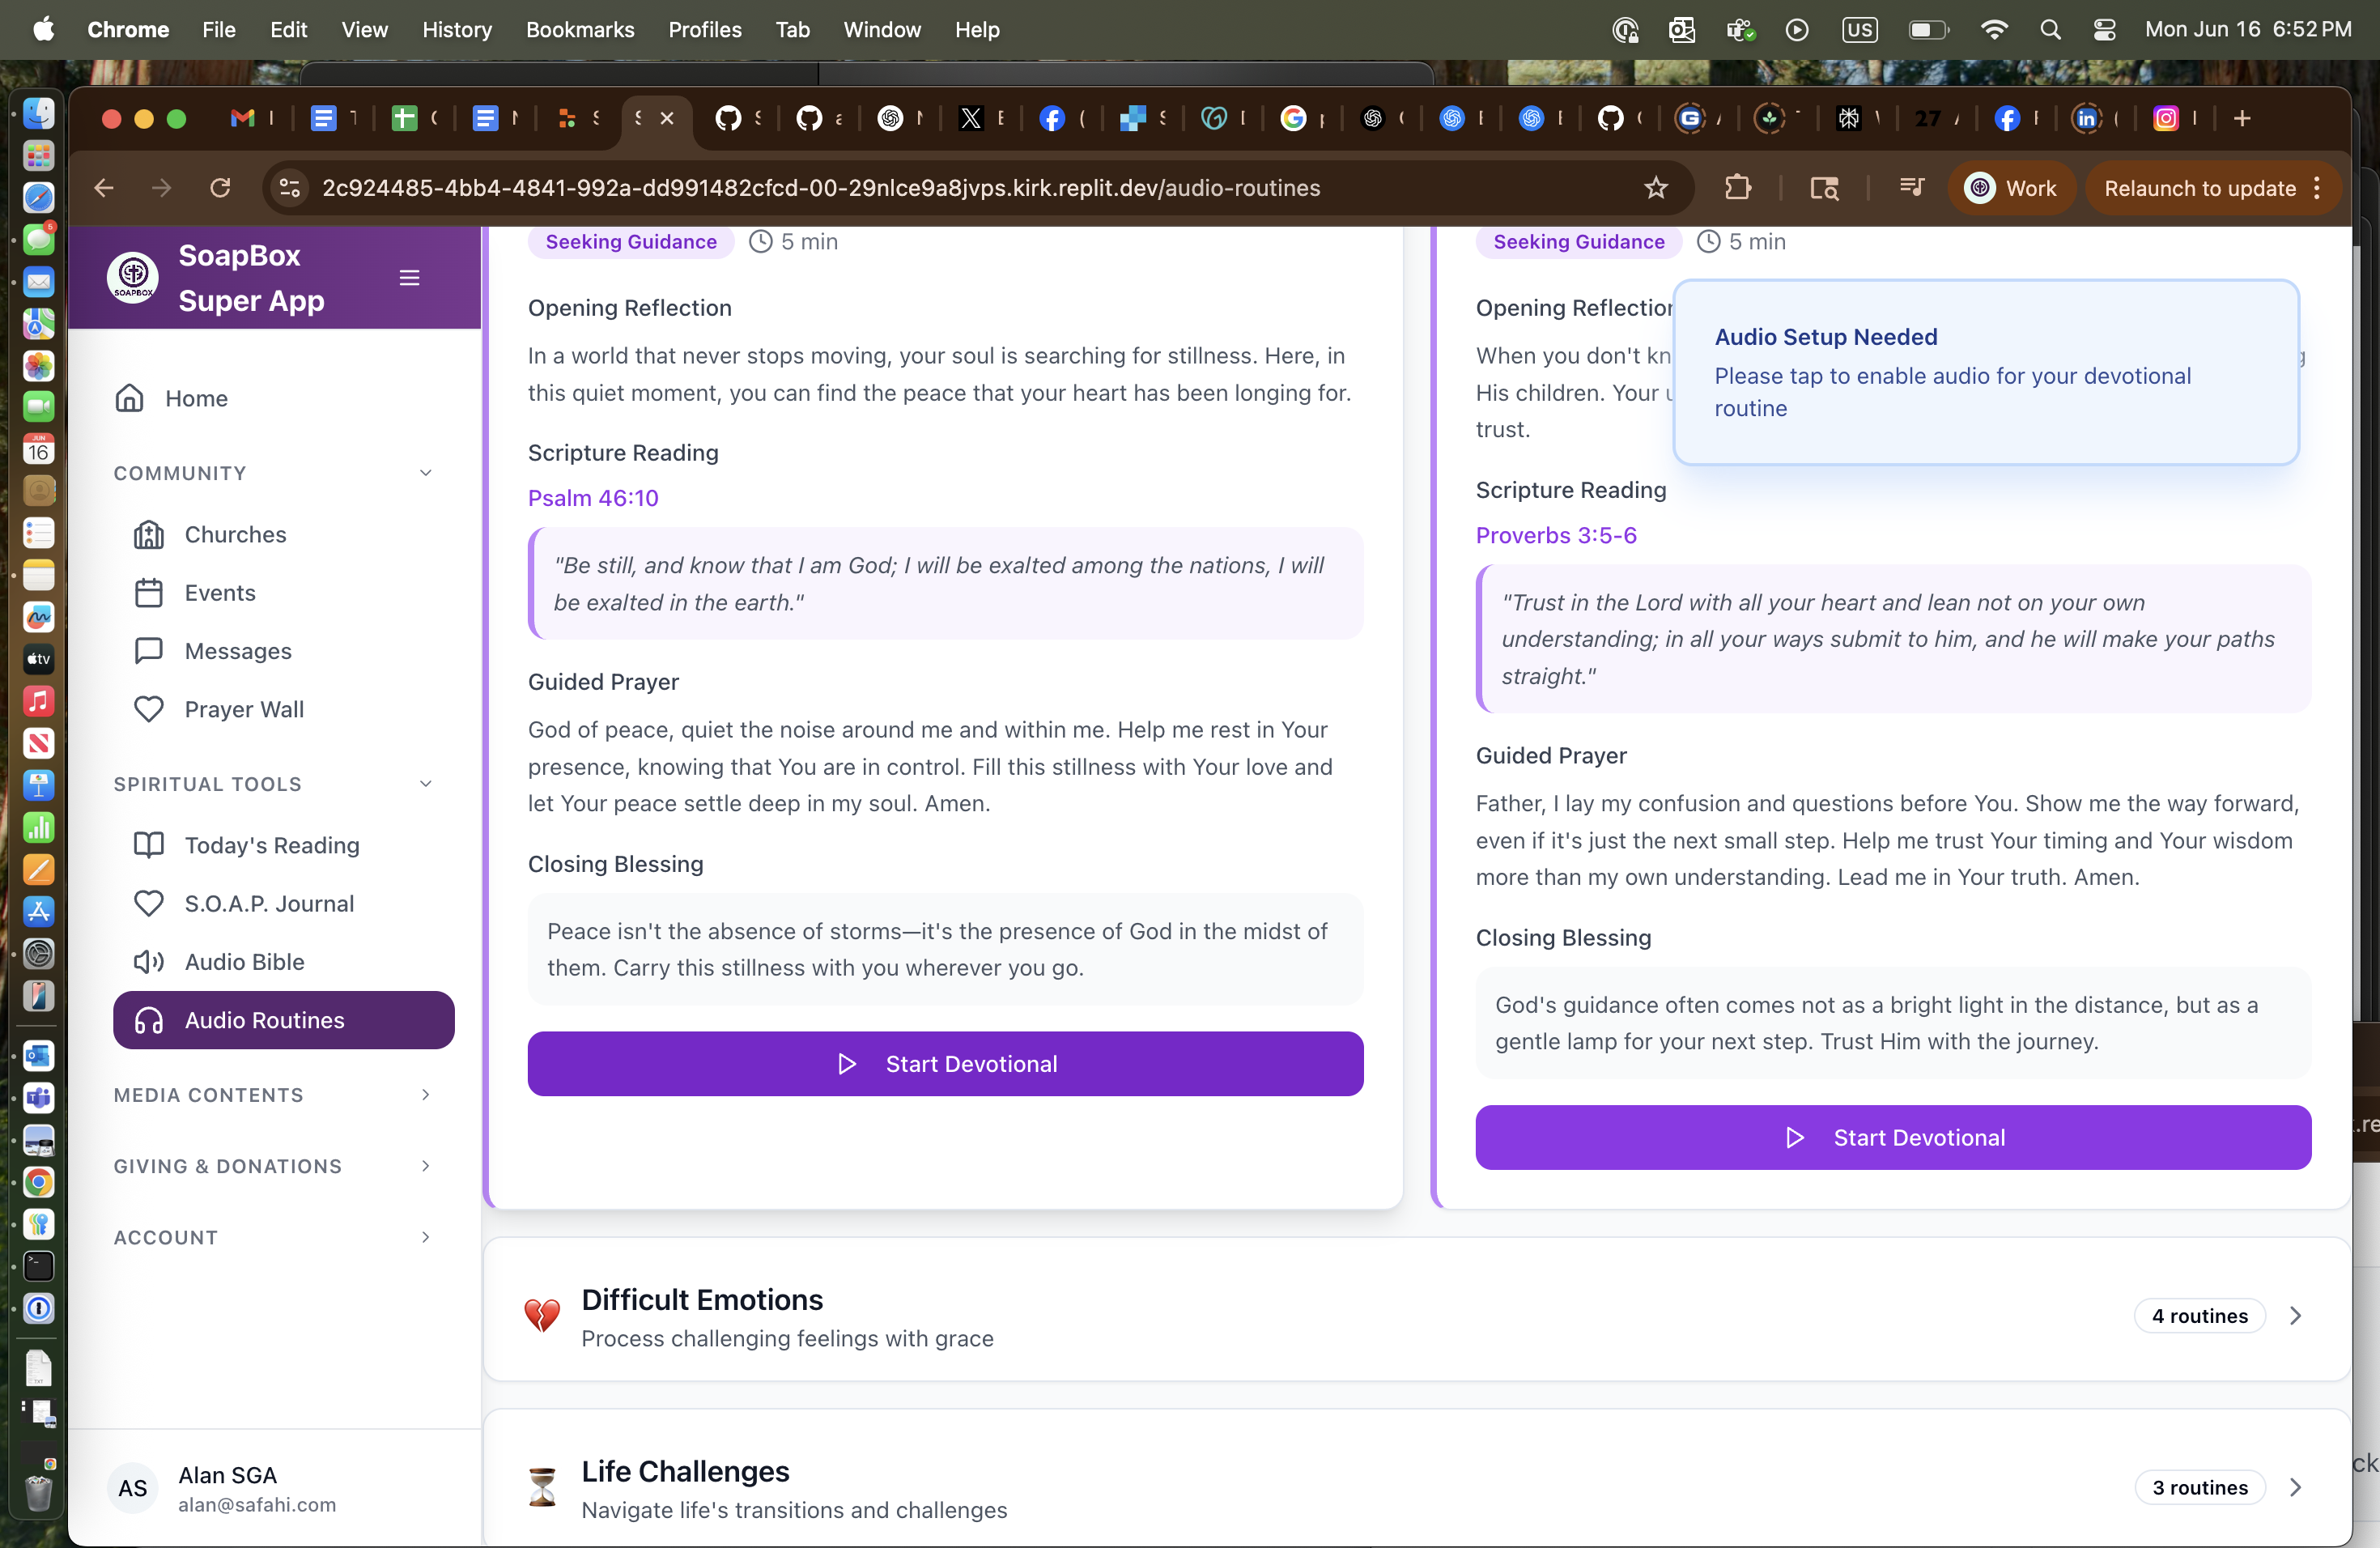 Chrome File Edit View History Bookmarks Profiles Tab Window Help
US
Mon Jun 16 6:52 PM
2c924485-4bb4-4841-992a-dd991482cfcd-00-29nlce9a8jvps.kirk.replit.dev/audio-routines
Work
Relaunch to update
SoapBox
Super App
SOAPBOX
Home
COMMUNITY
Churches
Events
Messages
Prayer Wall
SPIRITUAL TOOLS
Today's Reading
S.O.A.P. Journal
Audio Bible
Audio Routines
MEDIA CONTENTS
GIVING & DONATIONS
ACCOUNT
AS
Alan SGA
alan@safahi.com
Seeking Guidance 5 min
Opening Reflection
In a world that never stops moving, your soul is searching for stillness. Here, in
this quiet moment, you can find the peace that your heart has been longing for.
Scripture Reading
Psalm 46:10
"Be still, and know that I am God; I will be exalted among the nations, I will
be exalted in the earth."
Guided Prayer
God of peace, quiet the noise around me and within me. Help me rest in Your
presence, knowing that You are in control. Fill this stillness with Your love and
let Your peace settle deep in my soul. Amen.
Closing Blessing
Peace isn't the absence of storms—it's the presence of God in the midst of
them. Carry this stillness with you wherever you go.
Start Devotional
Seeking Guidance 5 min
Opening Reflection
When you don't kn
His children. Your
trust.
Audio Setup Needed
Please tap to enable audio for your devotional
routine
Scripture Reading
Proverbs 3:5-6
"Trust in the Lord with all your heart and lean not on your own
understanding; in all your ways submit to him, and he will make your paths
straight."
Guided Prayer
Father, I lay my confusion and questions before You. Show me the way forward,
even if it's just the next small step. Help me trust Your timing and Your wisdom
more than my own understanding. Lead me in Your truth. Amen.
Closing Blessing
God's guidance often comes not as a bright light in the distance, but as a
gentle lamp for your next step. Trust Him with the journey.
Start Devotional
Difficult Emotions
Process challenging feelings with grace
4 routines
Life Challenges
Navigate life's transitions and challenges
3 routines
JUN
16
tv
5
27